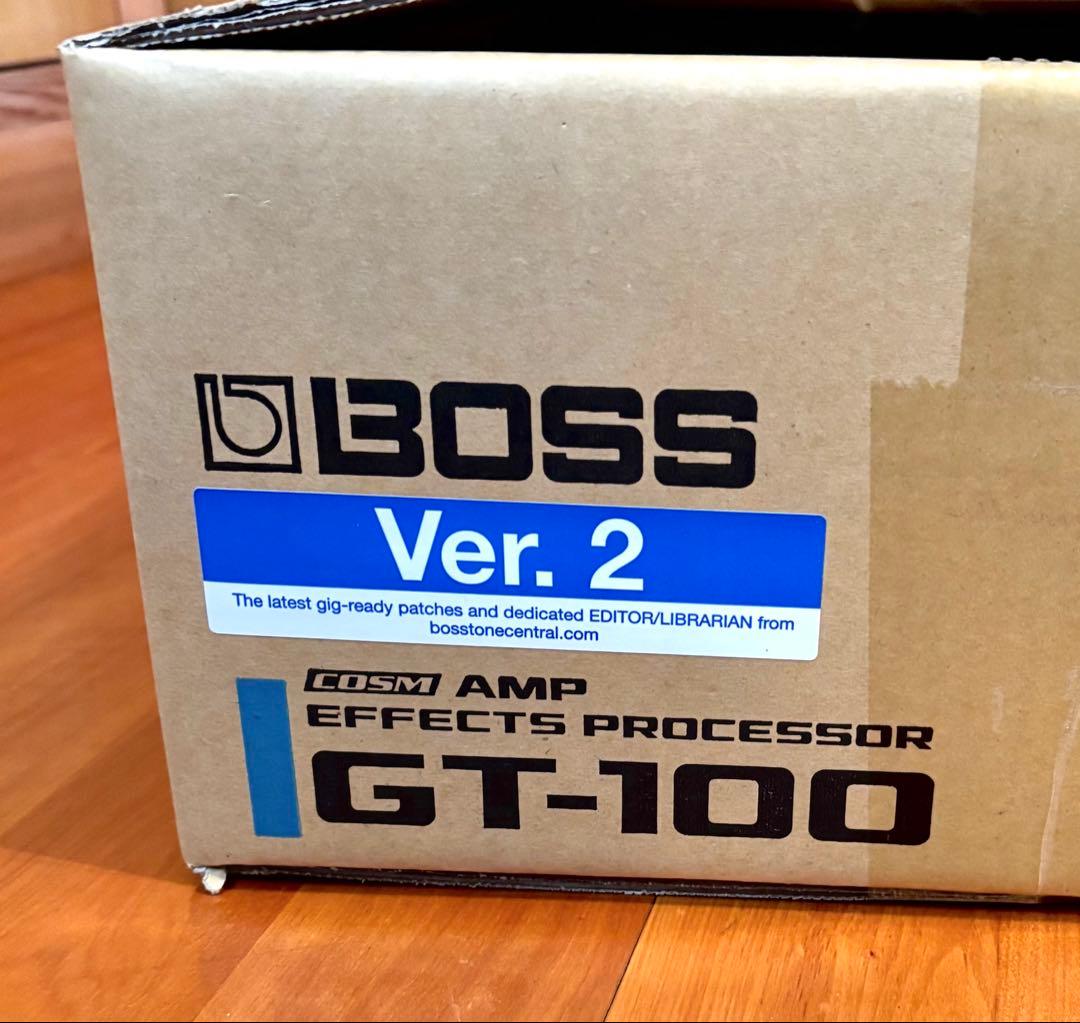 BOSS
Ver. 2
The latest gig-ready patches and dedicated EDITOR/LIBRARIAN from
bosstonecentral.com
COSM AMP
EFFECTS PROCESSOR
GT-100